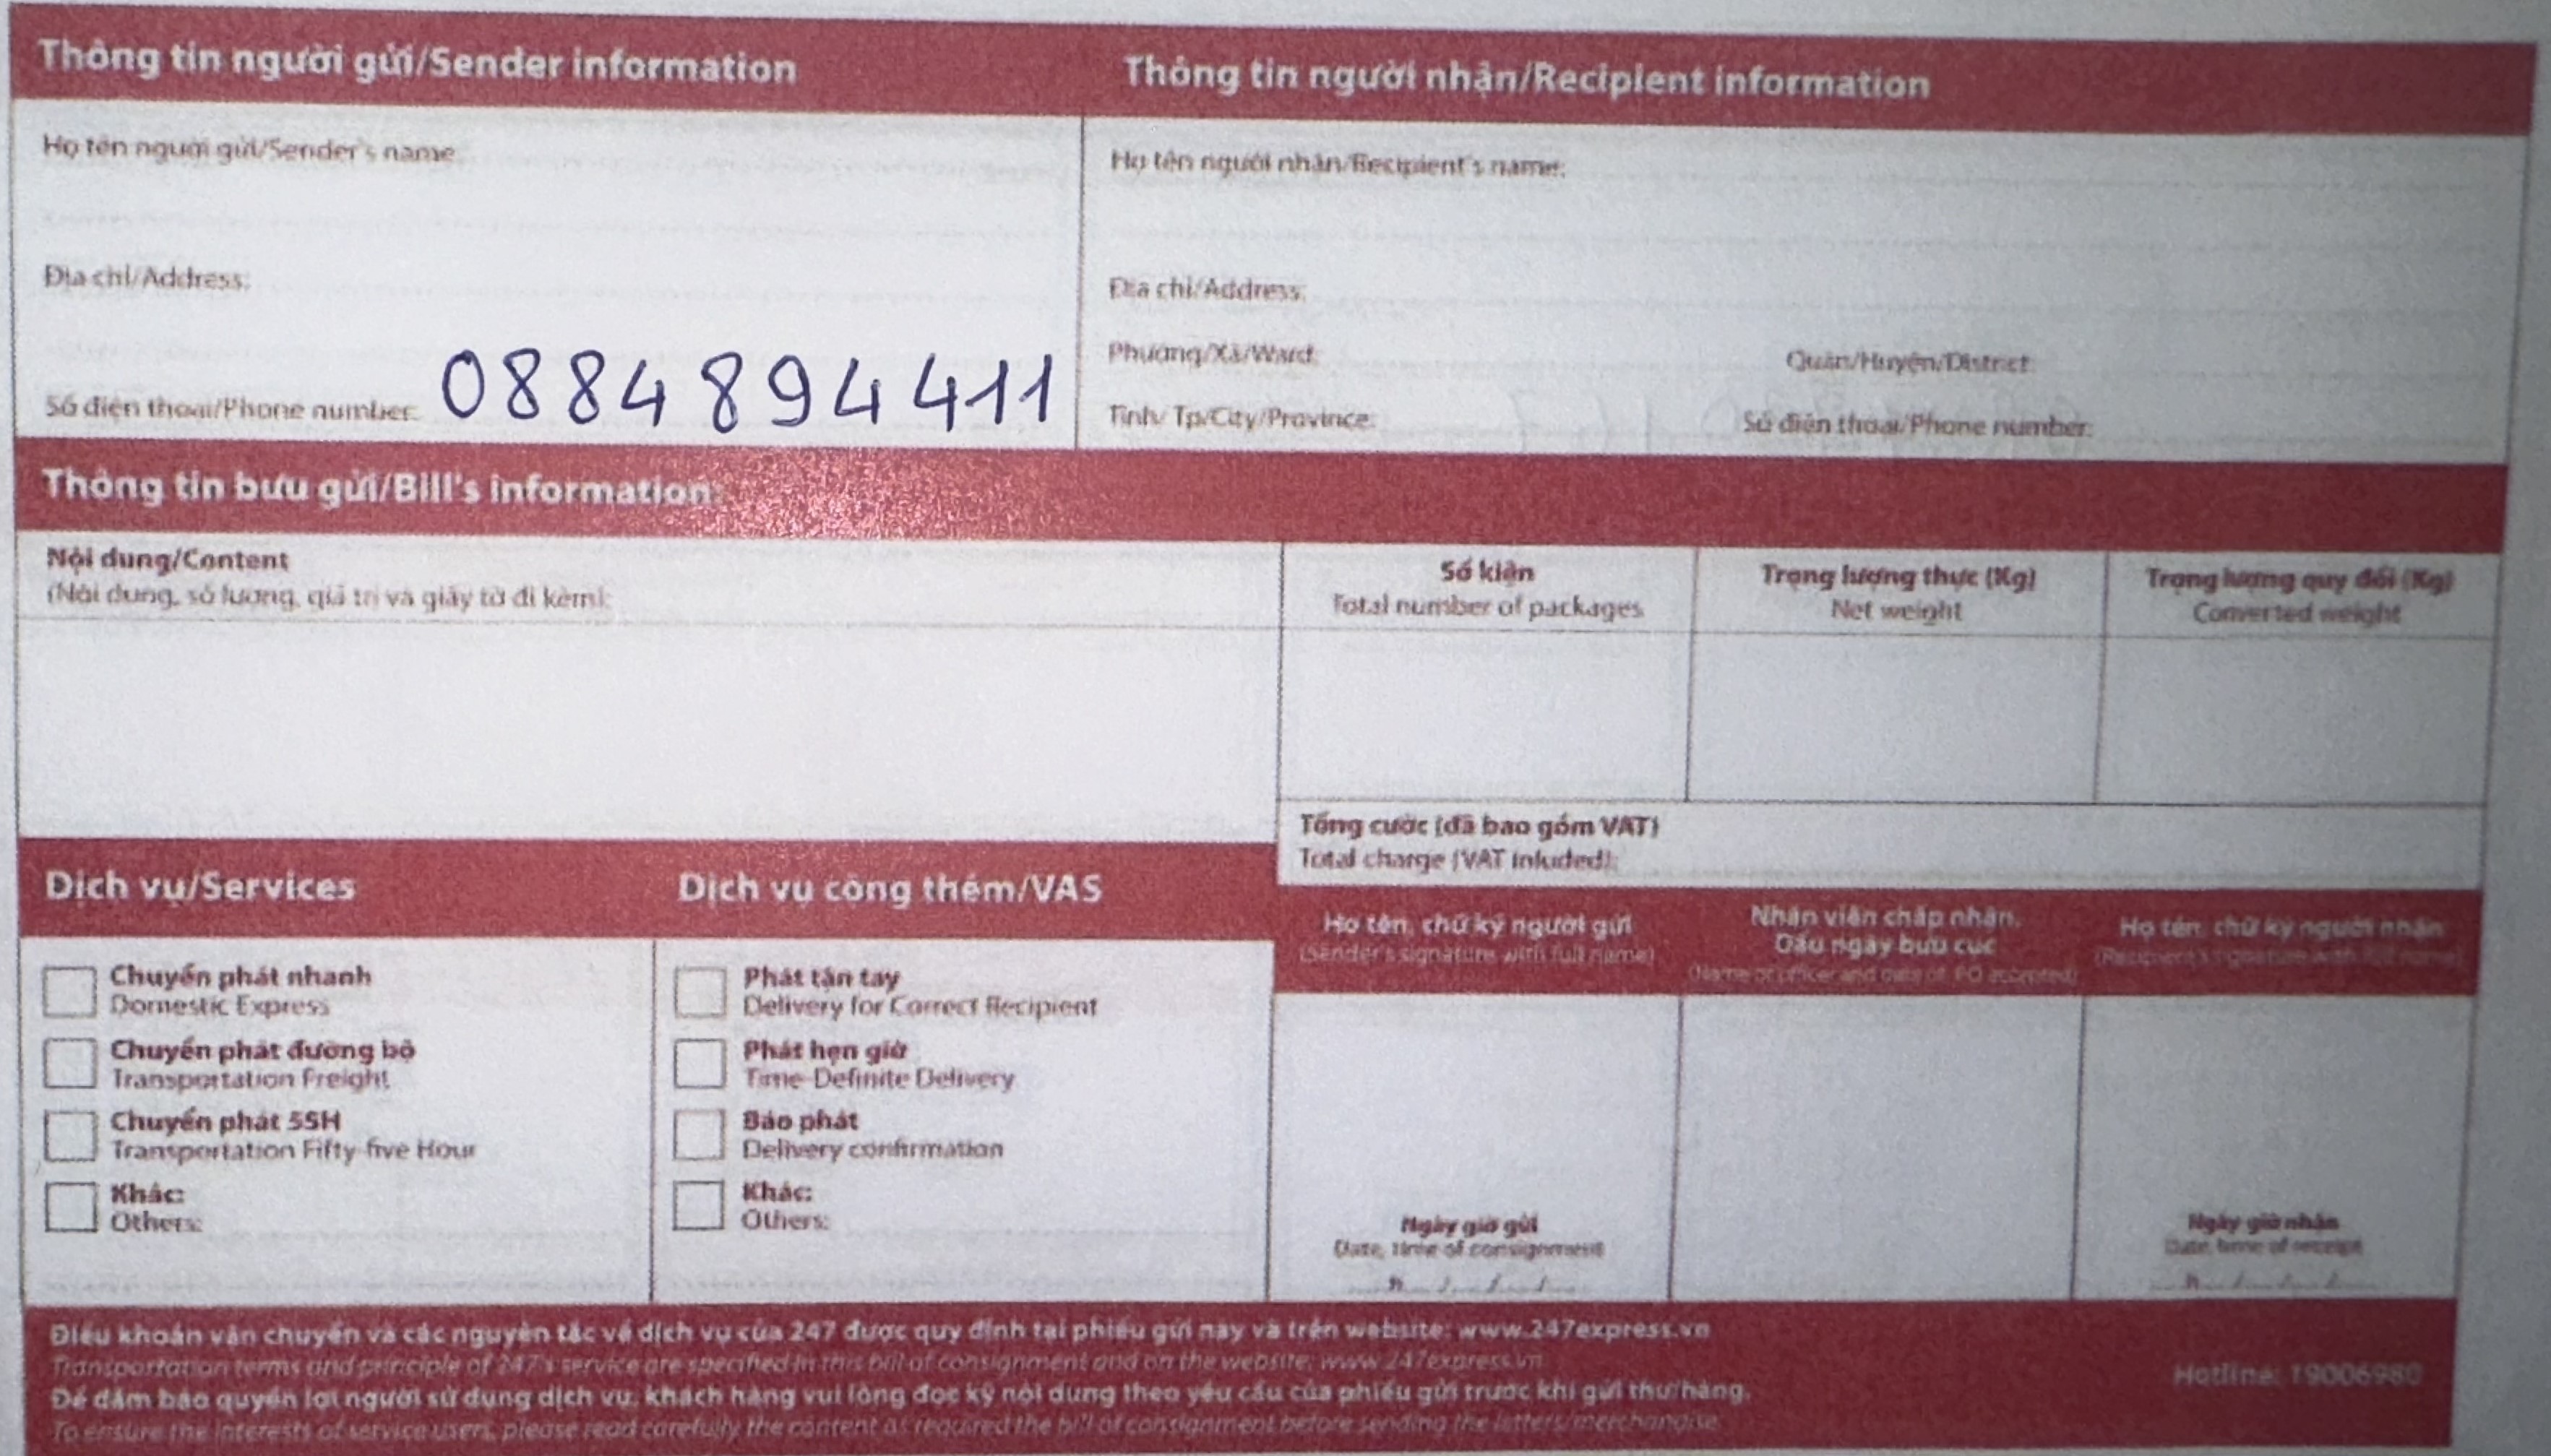 Thông tin người gửi/Sender information
Thông tin người nhận/Recipient information
Họ tên người gửi/Sender's name:
Họ tên người nhận/Recipient's name:
Địa chỉ/Address:
Địa chỉ/Address:
Phường/Xã/Ward:
Quận/Huyện/District:
Số điện thoại/Phone number: 0884894411
Tỉnh/ Tp/City/Province:
Số điện thoại/Phone number:
Thông tin bưu gửi/Bill's information:
Nội dung/Content
(Nội dung, số lượng, giá trị và giấy tờ đi kèm):
Số kiện
Total number of packages
Trọng lượng thực (Kg)
Net weight
Trọng lượng quy đổi (Kg)
Converted weight
Tổng cước (đã bao gồm VAT)
Total charge (VAT inluded):
Dịch vụ/Services
Dịch vụ cộng thêm/VAS
Họ tên, chữ ký người gửi
(Sender's signature with full name)
Nhân viên chấp nhận.
Dấu ngày bưu cục
(Name of officer and date of PO accepted)
Họ tên, chữ ký người nhận
(Recipient's signature with full name)
Chuyển phát nhanh
Domestic Express
Chuyển phát đường bộ
Transportation Freight
Chuyển phát 55H
Transportation Fifty-five Hour
Khác:
Others:
Phát tận tay
Delivery for Correct Recipient
Phát hẹn giờ
Time-Definite Delivery
Báo phát
Delivery confirmation
Khác:
Others:
Ngày giờ gửi
Date, time of consignment
h / /
Ngày giờ nhận
Date, time of receipt
h / /
Điều khoản vận chuyển và các nguyên tắc về dịch vụ của 247 được quy định tại phiếu gửi này và trên website: www.247express.vn
Transportation terms and principle of 247's service are specified in this bill of consignment and on the website: www.247express.vn
Để đảm bảo quyền lợi người sử dụng dịch vụ, khách hàng vui lòng đọc kỹ nội dung theo yêu cầu của phiếu gửi trước khi gửi thư/hàng.
To ensure the interests of service users, please read carefully the content as required the bill of consignment before sending the letters/merchandise.
Hotline: 19006980